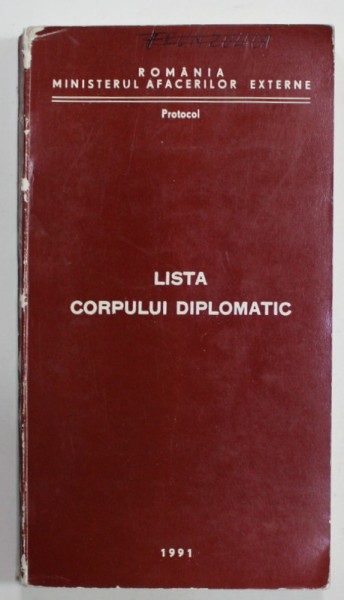 ROMÂNIA
MINISTERUL AFACERILOR EXTERNE
Protocol
LISTA
CORPULUI DIPLOMATIC
1991